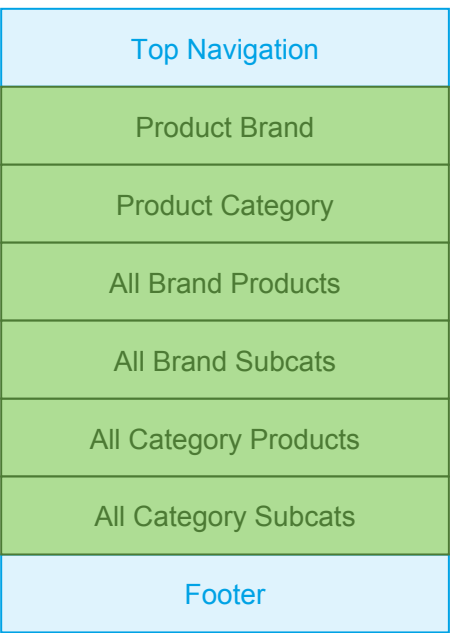 Top Navigation
Product Brand
Product Category
All Brand Products
All Brand Subcats
All Category Products
All Category Subcats
Footer